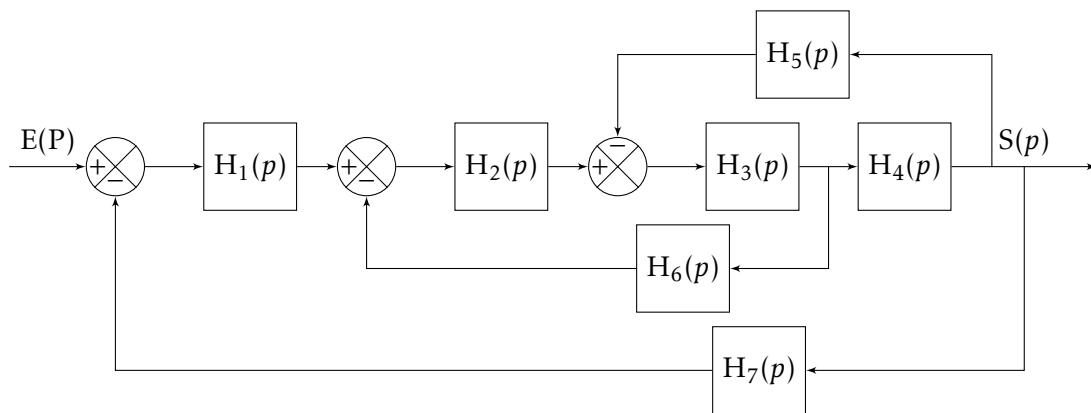 H₅(p)
E(P)
S(p)
+ −
H₁(p)
+ −
H₂(p)
+ −
H₃(p)
H₄(p)
H₆(p)
H₇(p)